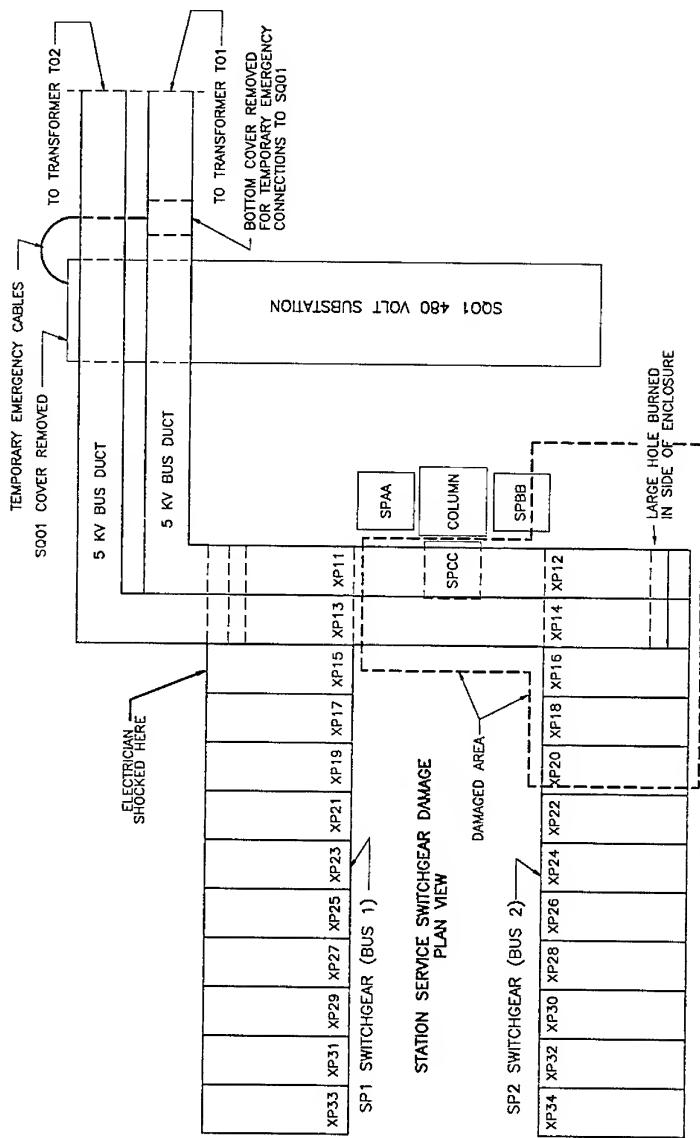 TO TRANSFORMER T02
TO TRANSFORMER T01
BOTTOM COVER REMOVED
FOR TEMPORARY EMERGENCY
CONNECTIONS TO SQ01
TEMPORARY EMERGENCY CABLES
SQ01 COVER REMOVED
5 KV BUS DUCT
5 KV BUS DUCT
SQ01 480 VOLT SUBSTATION
SPAA
COLUMN
SPBB
SPCC
LARGE HOLE BURNED
IN SIDE OF ENCLOSURE
ELECTRICIAN
SHOCKED HERE
XP33
XP31
XP29
XP27
XP25
XP23
XP21
XP19
XP17
XP15
XP13
XP11
SP1 SWITCHGEAR (BUS 1)
STATION SERVICE SWITCHGEAR DAMAGE
PLAN VIEW
DAMAGED AREA
SP2 SWITCHGEAR (BUS 2)
XP34
XP32
XP30
XP28
XP26
XP24
XP22
XP20
XP18
XP16
XP14
XP12